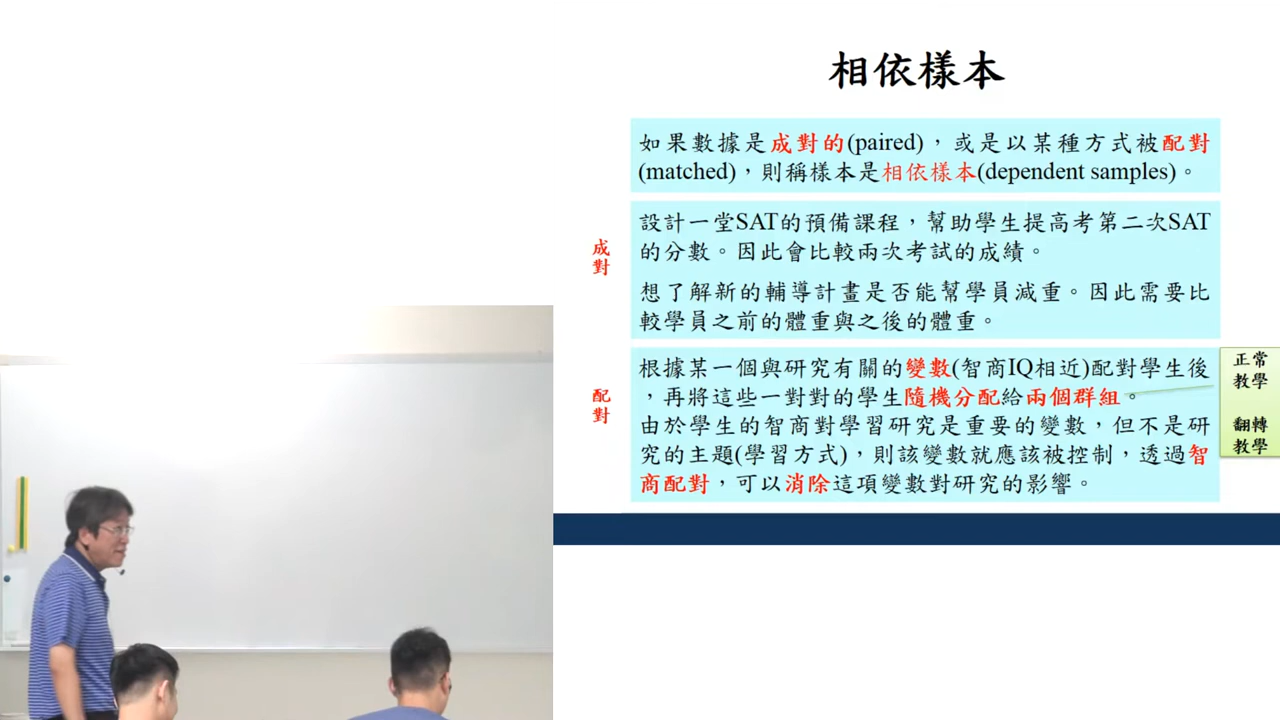 相依樣本
如果數據是成對的(paired)，或是以某種方式被配對
(matched)，則稱樣本是相依樣本(dependent samples)。
成對
設計一堂SAT的預備課程，幫助學生提高考第二次SAT
的分數。因此會比較兩次考試的成績。
想了解新的輔導計畫是否能幫學員減重。因此需要比
較學員之前的體重與之後的體重。
配對
根據某一個與研究有關的變數(智商IQ相近)配對學生後
，再將這些一對對的學生隨機分配給兩個群組。
由於學生的智商對學習研究是重要的變數，但不是研
究的主題(學習方式)，則該變數就應該被控制，透過智
商配對，可以消除這項變數對研究的影響。
正常
教學
翻轉
教學